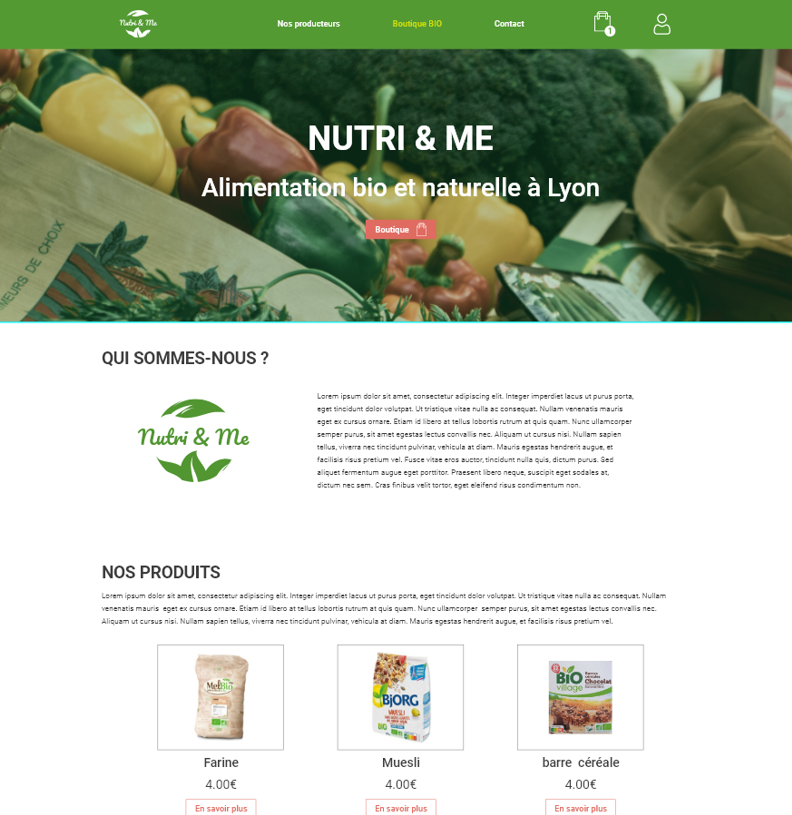 Nutri & Me
Nos producteurs
Boutique BIO
Contact
1
NUTRI & ME
Alimentation bio et naturelle à Lyon
Boutique
EURS DE CHOIX
QUI SOMMES-NOUS ?
Nutri & Me
Lorem ipsum dolor sit amet, consectetur adipiscing elit. Integer imperdiet lacus ut purus porta,
eget tincidunt dolor volutpat. Ut tristique vitae nulla ac consequat. Nullam venenatis mauris
eget ex cursus ornare. Etiam id libero at tellus lobortis rutrum at quis quam. Nunc ullamcorper
semper purus, sit amet egestas lectus convallis nec. Aliquam ut cursus nisi. Nullam sapien
tellus, viverra nec tincidunt pulvinar, vehicula at diam. Mauris egestas hendrerit augue, et
facilisis risus pretium vel. Fusce vitae eros auctor, tincidunt nulla quis, dictum purus. Sed
aliquet fermentum augue eget porttitor. Praesent libero neque, suscipit eget sodales at,
dictum nec sem. Cras finibus velit tortor, eget eleifend risus condimentum non.
NOS PRODUITS
Lorem ipsum dolor sit amet, consectetur adipiscing elit. Integer imperdiet lacus ut purus porta, eget tincidunt dolor volutpat. Ut tristique vitae nulla ac consequat. Nullam
venenatis mauris eget ex cursus ornare. Etiam id libero at tellus lobortis rutrum at quis quam. Nunc ullamcorper semper purus, sit amet egestas lectus convallis nec.
Aliquam ut cursus nisi. Nullam sapien tellus, viverra nec tincidunt pulvinar, vehicula at diam. Mauris egestas hendrerit augue, et facilisis risus pretium vel.
BJORG
MUESLI
BIO
BIO
village
Chocolat
Farine
Muesli
barre céréale
4.00€
4.00€
4.00€
En savoir plus
En savoir plus
En savoir plus